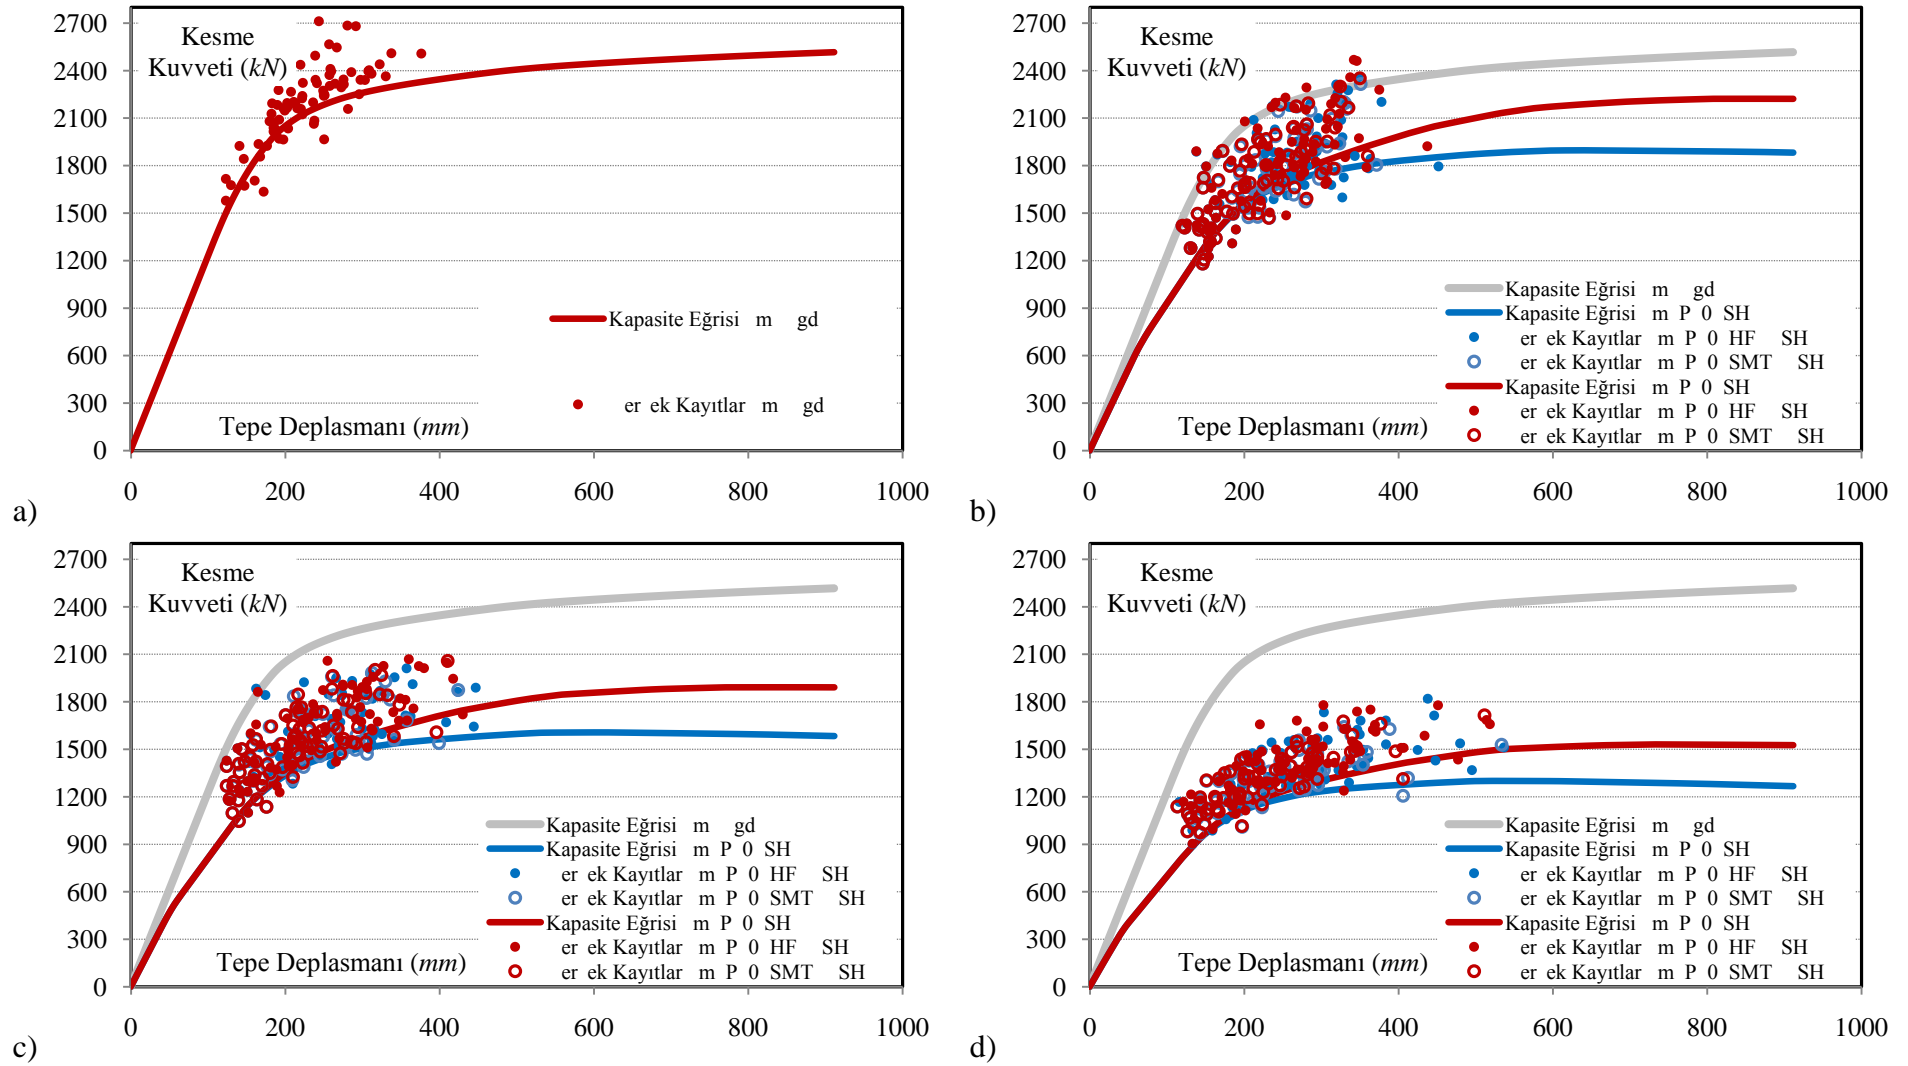 2700
2400
2100
1800
1500
1200
900
600
300
0
Kesme
Kuvveti (kN)
Kapasite Eğrisi m gd
er ek Kayıtlar m gd
Tepe Deplasmanı (mm)
0 200 400 600 800 1000
a)
2700
2400
2100
1800
1500
1200
900
600
300
0
Kesme
Kuvveti (kN)
Kapasite Eğrisi m gd
Kapasite Eğrisi m P 0 SH
er ek Kayıtlar m P 0 HF SH
er ek Kayıtlar m P 0 SMT SH
Kapasite Eğrisi m P 0 SH
er ek Kayıtlar m P 0 HF SH
er ek Kayıtlar m P 0 SMT SH
Tepe Deplasmanı (mm)
0 200 400 600 800 1000
b)
2700
2400
2100
1800
1500
1200
900
600
300
0
Kesme
Kuvveti (kN)
Kapasite Eğrisi m gd
Kapasite Eğrisi m P 0 SH
er ek Kayıtlar m P 0 HF SH
er ek Kayıtlar m P 0 SMT SH
Kapasite Eğrisi m P 0 SH
er ek Kayıtlar m P 0 HF SH
er ek Kayıtlar m P 0 SMT SH
Tepe Deplasmanı (mm)
0 200 400 600 800 1000
c)
2700
2400
2100
1800
1500
1200
900
600
300
0
Kesme
Kuvveti (kN)
Kapasite Eğrisi m gd
Kapasite Eğrisi m P 0 SH
er ek Kayıtlar m P 0 HF SH
er ek Kayıtlar m P 0 SMT SH
Kapasite Eğrisi m P 0 SH
er ek Kayıtlar m P 0 HF SH
er ek Kayıtlar m P 0 SMT SH
Tepe Deplasmanı (mm)
0 200 400 600 800 1000
d)